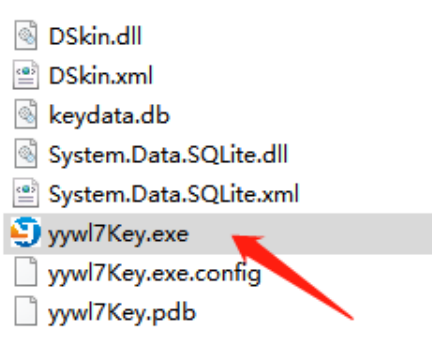 DSkin.dll
DSkin.xml
keydata.db
System.Data.SQLite.dll
System.Data.SQLite.xml
yywl7Key.exe
yywl7Key.exe.config
yywl7Key.pdb